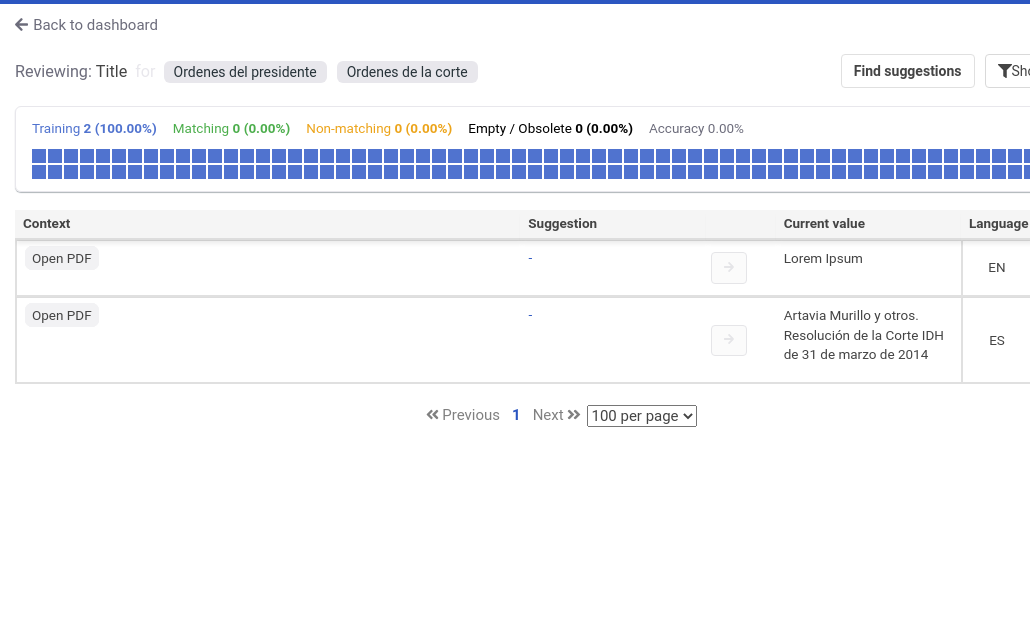 Back to dashboard
Reviewing: Title for Ordenes del presidente Ordenes de la corte Find suggestions Sho
Training 2 (100.00%) Matching 0 (0.00%) Non-matching 0 (0.00%) Empty / Obsolete 0 (0.00%) Accuracy 0.00%
Context Suggestion Current value Language
Open PDF - Lorem Ipsum EN
Open PDF - Artavia Murillo y otros.
Resolución de la Corte IDH
de 31 de marzo de 2014
ES
Previous 1 Next 100 per page